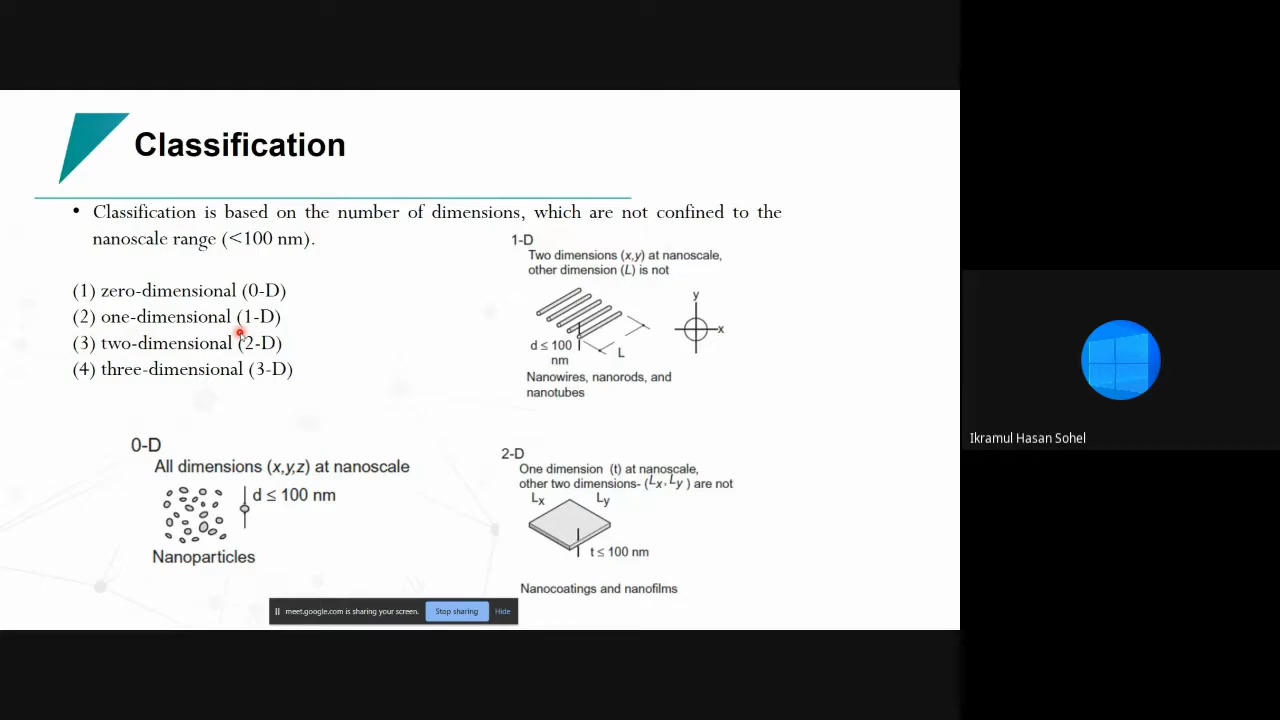 Classification
• Classification is based on the number of dimensions, which are not confined to the
nanoscale range (<100 nm).
(1) zero-dimensional (0-D)
(2) one-dimensional (1-D)
(3) two-dimensional (2-D)
(4) three-dimensional (3-D)
1-D
Two dimensions (x,y) at nanoscale,
other dimension (L) is not
y
x
d ≤ 100
nm
L
Nanowires, nanorods, and
nanotubes
0-D
All dimensions (x,y,z) at nanoscale
d ≤ 100 nm
Nanoparticles
2-D
One dimension (t) at nanoscale,
other two dimensions- (Lx, Ly ) are not
Lx
Ly
t ≤ 100 nm
Nanocoatings and nanofilms
meet.google.com is sharing your screen. Stop sharing Hide
Ikramul Hasan Sohel